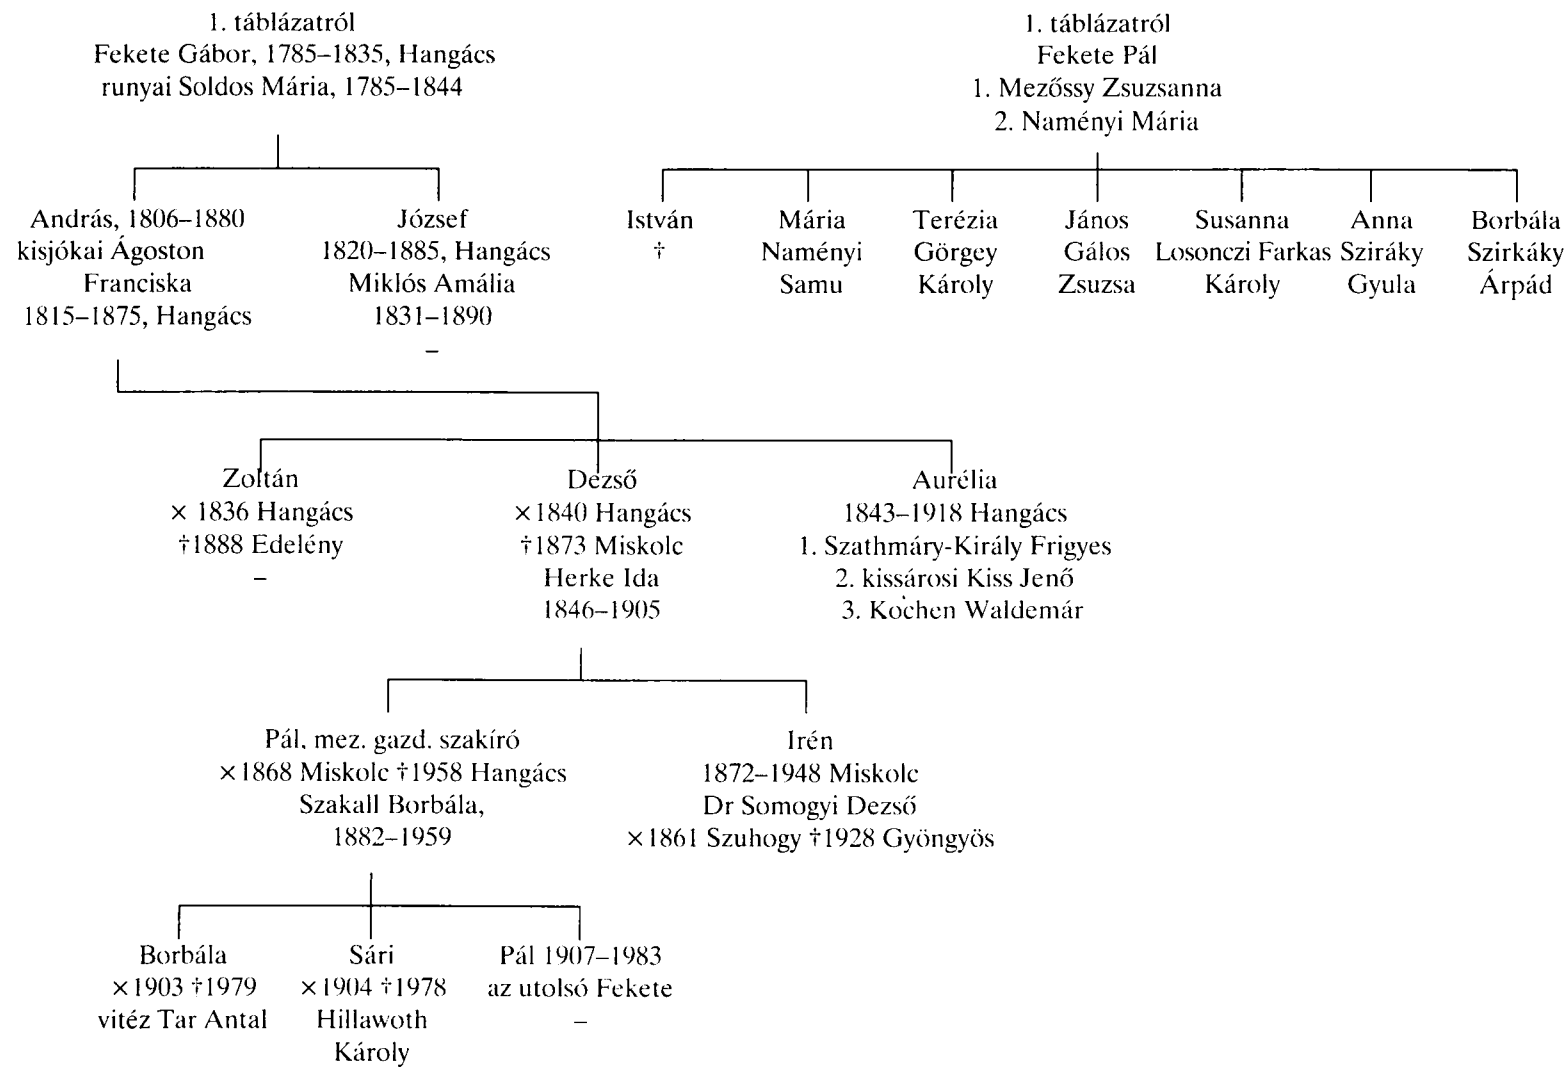 1. táblázatról
Fekete Gábor, 1785–1835, Hangács
runyai Soldos Mária, 1785–1844
1. táblázatról
Fekete Pál
1. Mezőssy Zsuzsanna
2. Naményi Mária
András, 1806–1880
kisjókai Ágoston
Franciska
1815–1875, Hangács
József
1820–1885, Hangács
Miklós Amália
1831–1890
–
István
†
Mária
Naményi
Samu
Terézia
Görgey
Károly
János
Gálos
Zsuzsa
Susanna
Losonczi Farkas
Károly
Anna
Sziráky
Gyula
Borbála
Szirkáky
Árpád
Zoltán
× 1836 Hangács
†1888 Edelény
–
Dezső
×1840 Hangács
†1873 Miskolc
Herke Ida
1846–1905
Aurélia
1843–1918 Hangács
1. Szathmáry-Király Frigyes
2. kissárosi Kiss Jenő
3. Kochen Waldemár
Pál, mez. gazd. szakíró
×1868 Miskolc †1958 Hangács
Szakall Borbála,
1882–1959
Irén
1872–1948 Miskolc
Dr Somogyi Dezső
×1861 Szuhogy †1928 Gyöngyös
Borbála
×1903 †1979
vitéz Tar Antal
Sári
×1904 †1978
Hillawoth
Károly
Pál 1907–1983
az utolsó Fekete
–